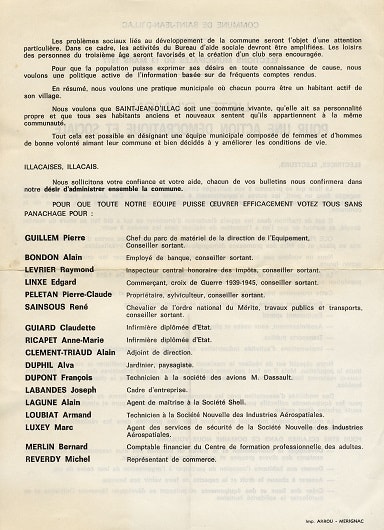 Les problèmes sociaux liés au développement de la commune seront l'objet d'une attention
particulière. Dans ce cadre, les activités du Bureau d'aide sociale devront être amplifiées. Les loisirs
des personnes du troisième âge seront favorisés et la création d'un club sera encouragée.
Pour que la population puisse exprimer ses désirs en toute connaissance de cause, nous
voulons une politique active de l'information basée sur de fréquents comptes rendus.
En résumé, nous voulons une pratique municipale où chacun pourra être un habitant actif de
son village.
Nous voulons que SAINT-JEAN-D'ILLAC soit une commune vivante, qu'elle ait sa personnalité
propre et que tous ses habitants anciens et nouveaux sentent qu'ils appartiennent à la même
communauté.
Tout cela est possible en désignant une équipe municipale composée de femmes et d'hommes
de bonne volonté aimant leur commune et bien décidés à y améliorer les conditions de vie.
ILLACAISES, ILLACAIS.
Nous sollicitons votre confiance et votre aide, chacun de vos bulletins nous confirmera dans
notre désir d'administrer ensemble la commune.
POUR QUE TOUTE NOTRE EQUIPE PUISSE ŒUVRER EFFICACEMENT VOTEZ TOUS SANS
PANACHAGE POUR :
GUILLEM Pierre Chef du parc de matériel de la direction de l'Equipement,
Conseiller sortant.
BONDON Alain Employé de banque, conseiller sortant.
LEVRIER Raymond Inspecteur central honoraire des impôts, conseiller sortant.
LINXE Edgard Commerçant, croix de Guerre 1939-1945, conseiller sortant.
PELETAN Pierre-Claude Propriétaire, sylviculteur, conseiller sortant.
SAINSOUS René Chevalier de l'ordre national du Mérite, travaux publics et transports,
conseiller sortant.
GUIARD Claudette Infirmière diplômée d'Etat.
RICAPET Anne-Marie Infirmière diplômée d'Etat.
CLEMENT-TRIAUD Alain Adjoint de direction.
DUPHIL Alva Jardinier, paysagiste.
DUPONT François Technicien à la société des avions M. Dassault.
LABANDES Joseph Cadre d'entreprise.
LAGUNE Alain Agent de maîtrise à la Société Shell.
LOUBIAT Armand Technicien à la Société Nouvelle des Industries Aérospatiales.
LUXEY Marc Agent des services de sécurité de la Société Nouvelle des Industries
Aérospatiales.
MERLIN Bernard Comptable financier du Centre de formation professionnelle des adultes.
REVERDY Michel Représentant de commerce.
Imp. - MERIGNAC